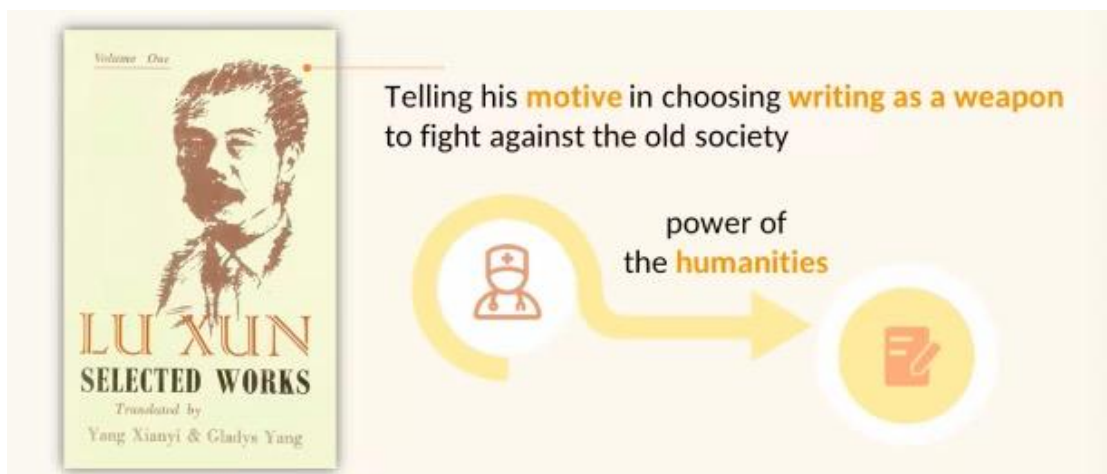 Volume One
LU XUN
SELECTED WORKS
Translated by
Yang Xianyi & Gladys Yang
Telling his motive in choosing writing as a weapon
to fight against the old society
power of
the humanities